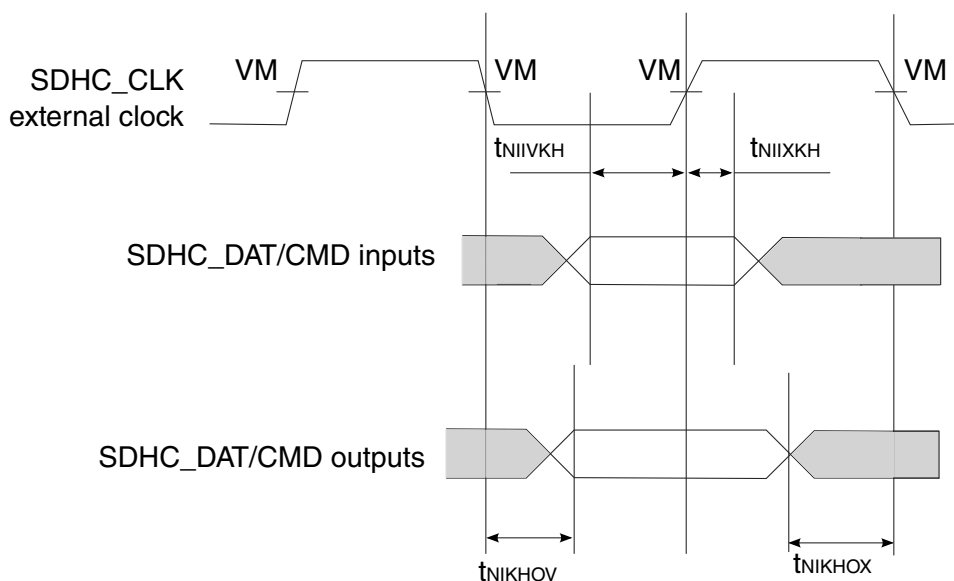 SDHC_CLK
external clock
VM VM VM VM
tNIIVKH tNIIXKH
SDHC_DAT/CMD inputs
SDHC_DAT/CMD outputs
tNIKHOV tNIKHOX